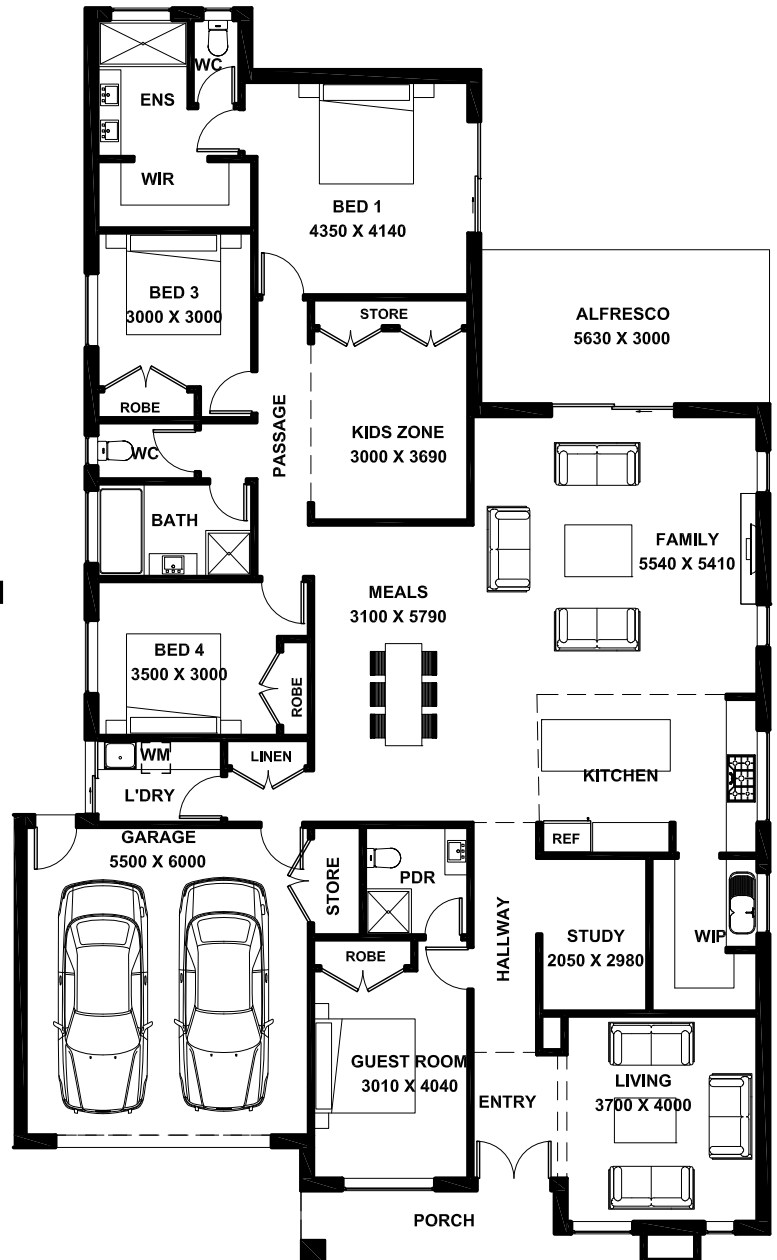 WC
ENS
WIR
BED 1
4350 X 4140
BED 3
3000 X 3000
ROBE
STORE
ALFRESCO
5630 X 3000
PASSAGE
KIDS ZONE
3000 X 3690
WC
BATH
FAMILY
5540 X 5410
MEALS
3100 X 5790
BED 4
3500 X 3000
ROBE
WM
LINEN
L'DRY
KITCHEN
REF
GARAGE
5500 X 6000
STORE
PDR
HALLWAY
STUDY
2050 X 2980
WIP
ROBE
GUEST ROOM
3010 X 4040
ENTRY
LIVING
3700 X 4000
PORCH